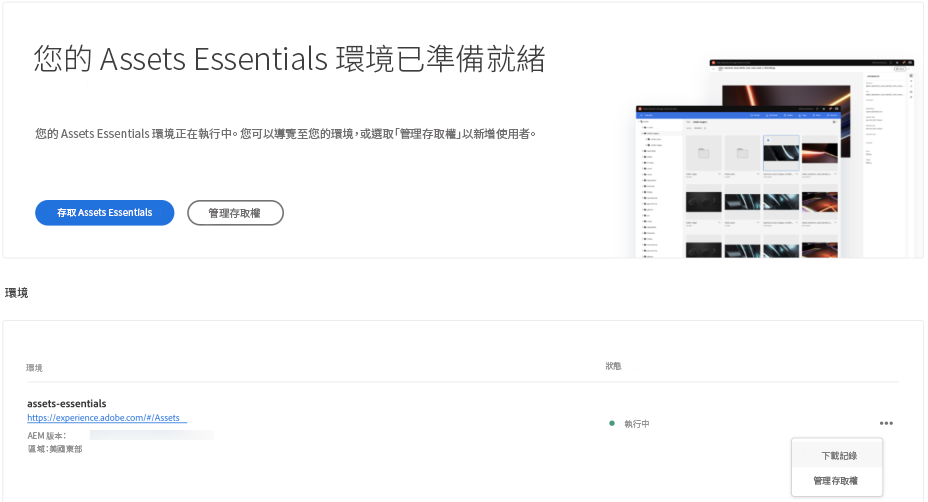 您的 Assets Essentials 環境已準備就緒
您的 Assets Essentials 環境正在執行中。您可以導覽至您的環境，或選取「管理存取權」以新增使用者。
存取 Assets Essentials
管理存取權
環境
環境
狀態
assets-essentials
https://experience.adobe.com/#/Assets
執行中
AEM 版本：
區域：美國東部
下載記錄
管理存取權